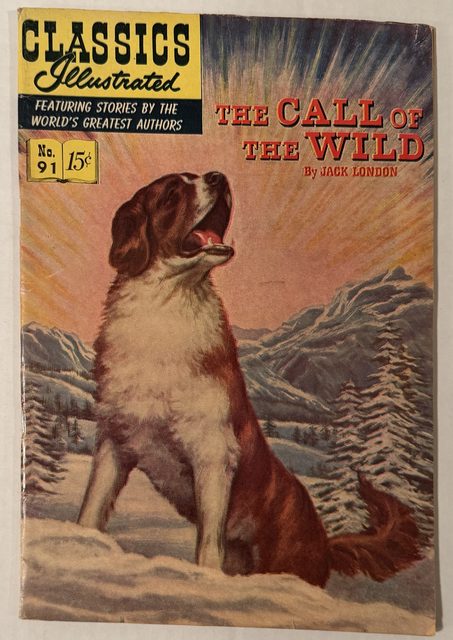 CLASSICS
Illustrated
FEATURING STORIES BY THE
WORLD'S GREATEST AUTHORS
No.
91
15¢
THE CALL OF
THE WILD
By JACK LONDON